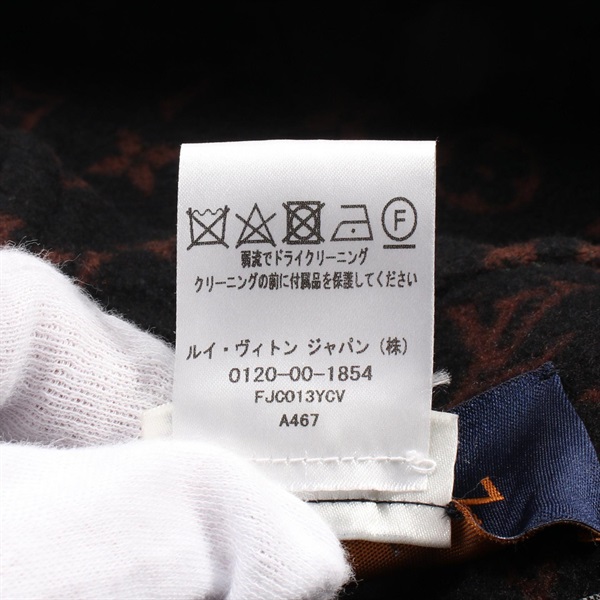 F
弱流でドライクリーニング
クリーニングの前に付属品を保護してください
ルイ・ヴィトン ジャパン (株)
0120-00-1854
FJC013YCV
A467